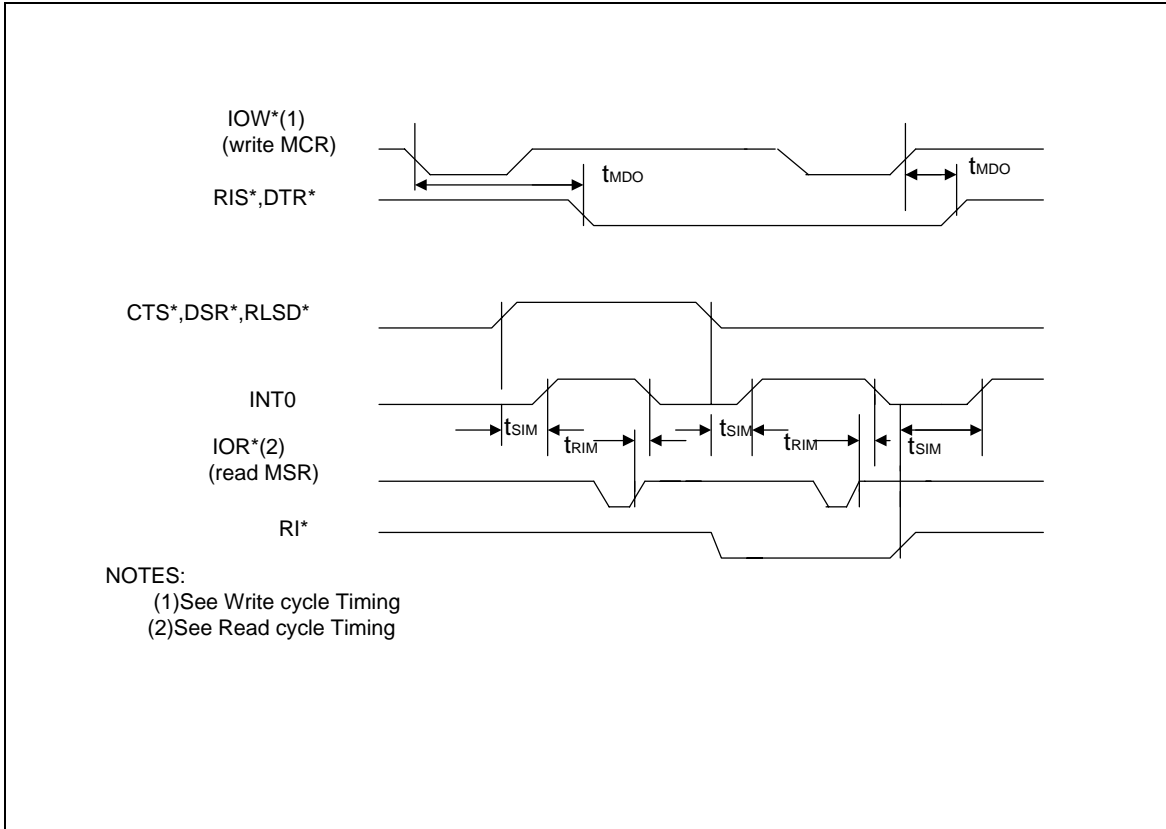 IOW*(1)
(write MCR)
tMDO
tMDO
RIS*,DTR*
CTS*,DSR*,RLSD*
INT0
tSIM
tRIM
tSIM
tRIM
tSIM
IOR*(2)
(read MSR)
RI*
NOTES:
(1)See Write cycle Timing
(2)See Read cycle Timing